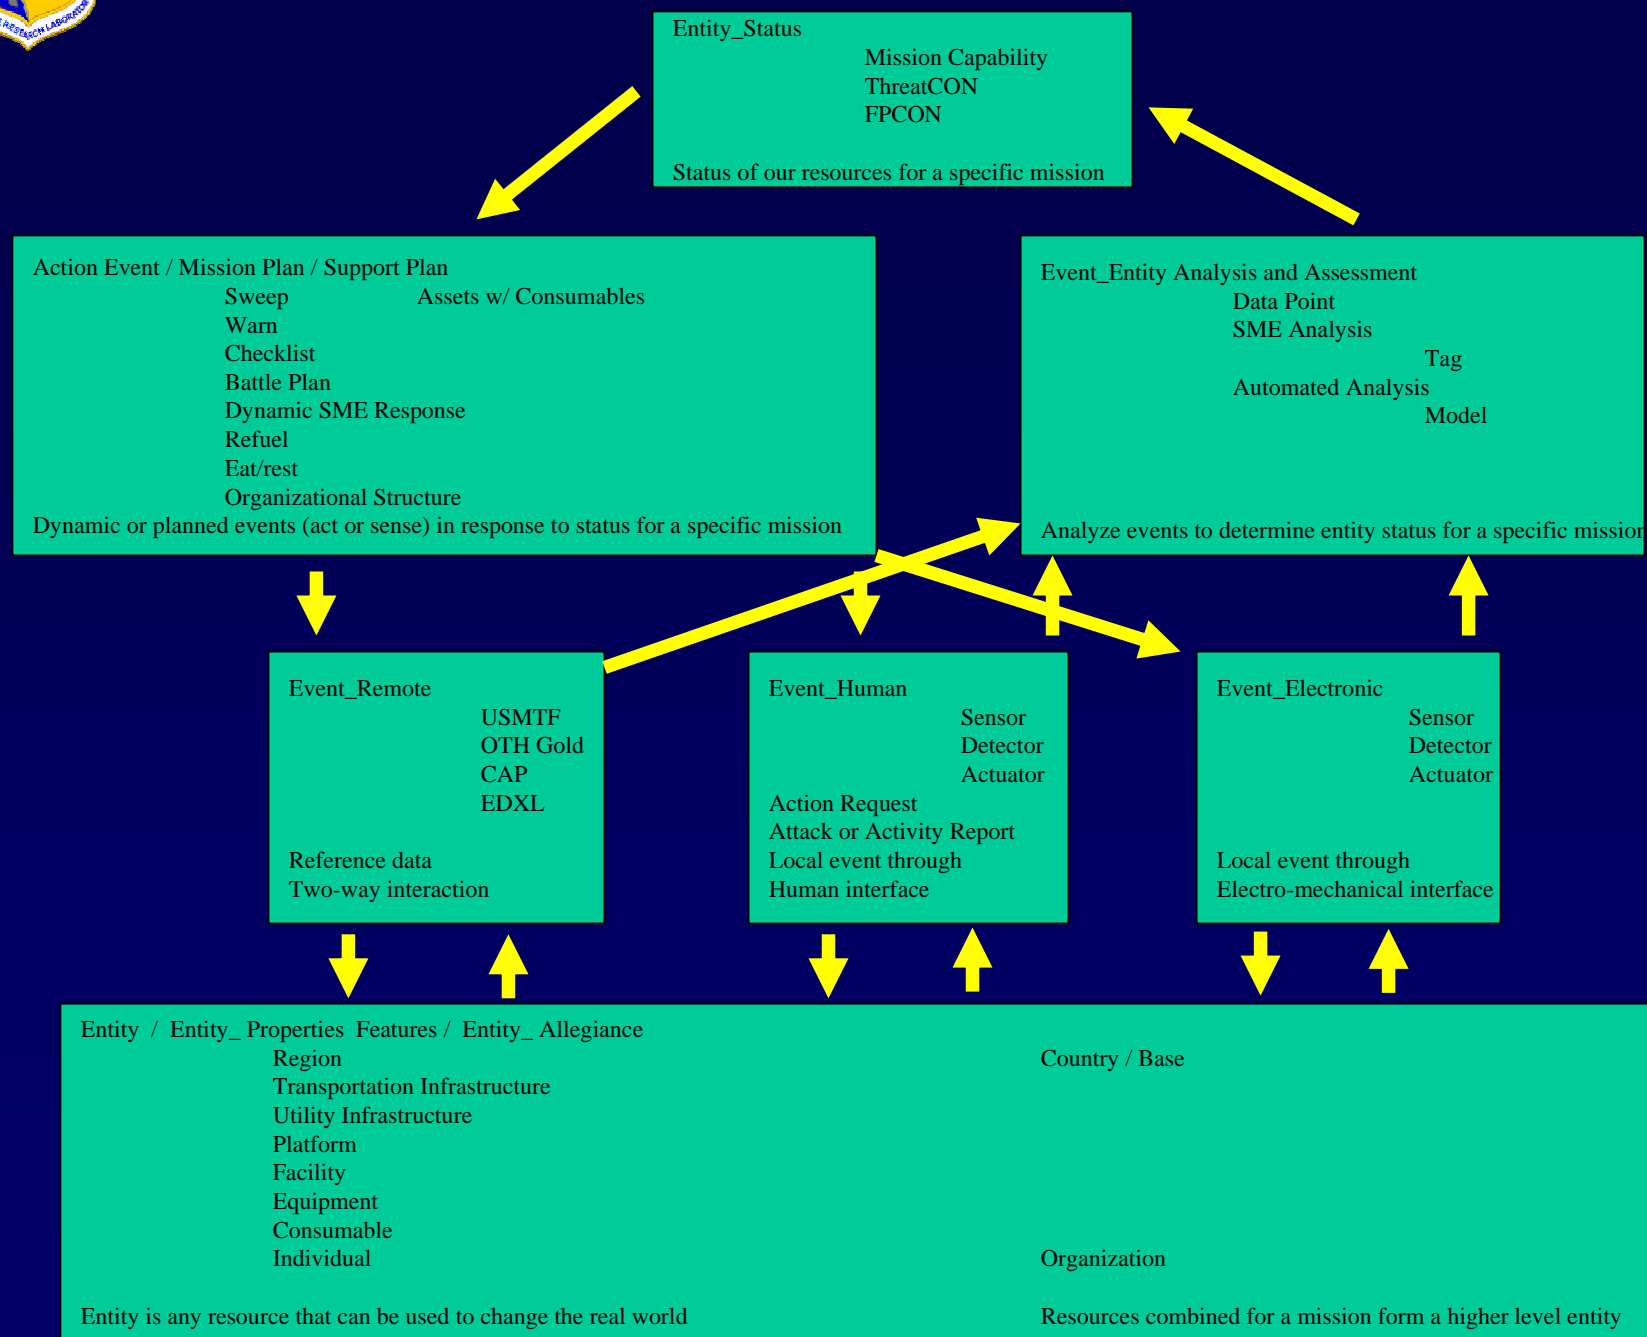 RESEARCH LABORATORY
Entity_Status
Mission Capability
ThreatCON
FPCON
Status of our resources for a specific mission
Action Event / Mission Plan / Support Plan
Sweep Assets w/ Consumables
Warn
Checklist
Battle Plan
Dynamic SME Response
Refuel
Eat/rest
Organizational Structure
Dynamic or planned events (act or sense) in response to status for a specific mission
Event_Entity Analysis and Assessment
Data Point
SME Analysis
Tag
Automated Analysis
Model
Analyze events to determine entity status for a specific mission
Event_Remote
USMTF
OTH Gold
CAP
EDXL
Reference data
Two-way interaction
Event_Human
Sensor
Detector
Actuator
Action Request
Attack or Activity Report
Local event through
Human interface
Event_Electronic
Sensor
Detector
Actuator
Local event through
Electro-mechanical interface
Entity / Entity_ Properties Features / Entity_ Allegiance
Region Country / Base
Transportation Infrastructure
Utility Infrastructure
Platform
Facility
Equipment
Consumable
Individual Organization
Entity is any resource that can be used to change the real world Resources combined for a mission form a higher level entity